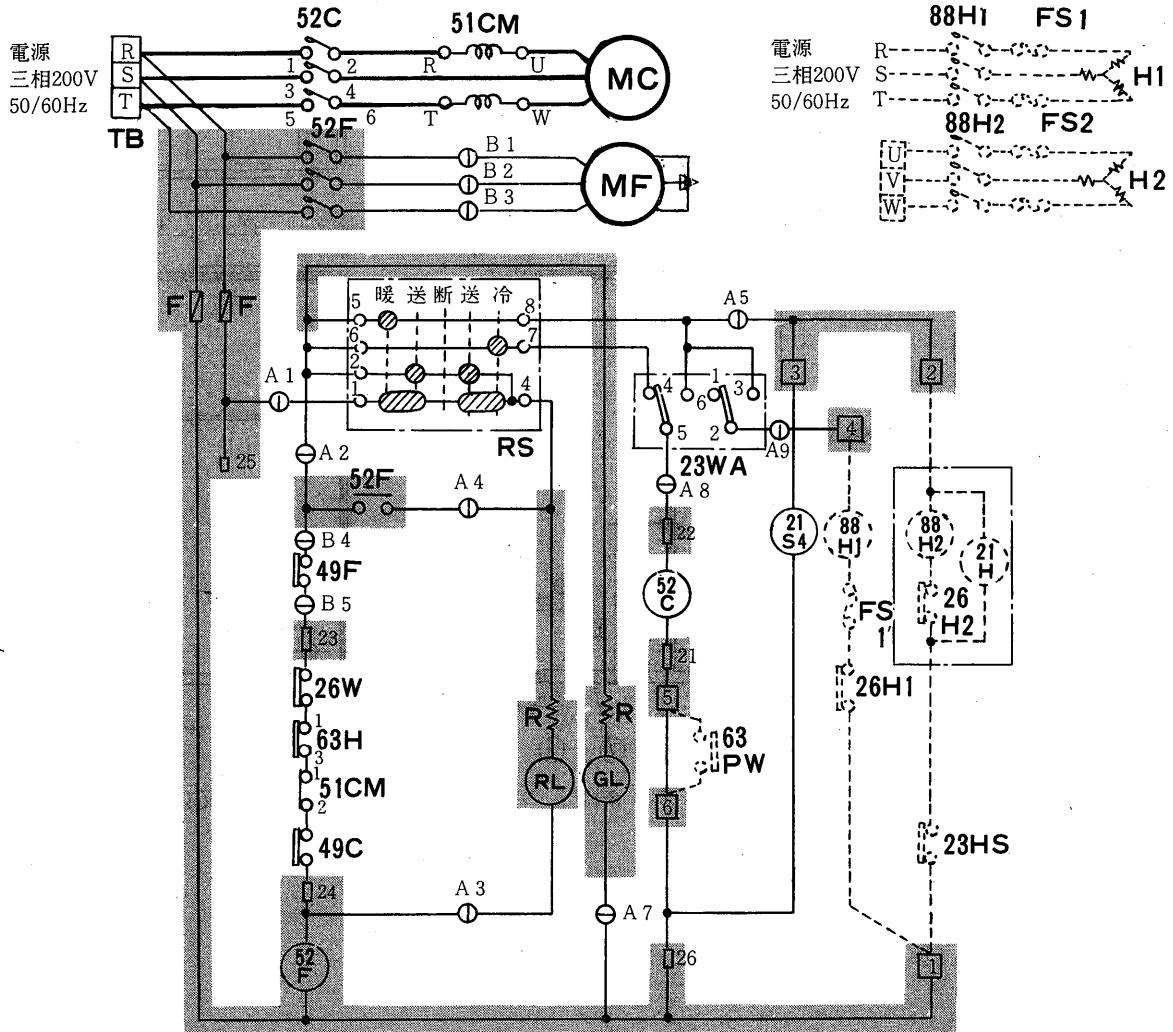 52C
51CM
88H1 FS1
電源
三相200V
50/60Hz
R
S
T
TB
1 2
3 4
5 6
R U
T W
MC
電源
R
三相200V
S
50/60Hz
T
H1
52F
B1
B2
B3
MF
88H2 FS2
U
V
W
H2
F F
暖 送 断 送 冷
5 8
6 7
2
1 4
RS
A1
A2
25
A5
3
2
4 6 1 3
5 2
23WA
A9
4
A8
52F
A4
B4
49F
B5
23
22
52
C
21
S4
88
H1
88
H2
21
H
26
H2
FS
1
26H1
26W
1
63H
3
1
51CM
2
49C
24
R
RL
R
GL
21
5
63
PW
6
23HS
A3
A7
52
F
26
1